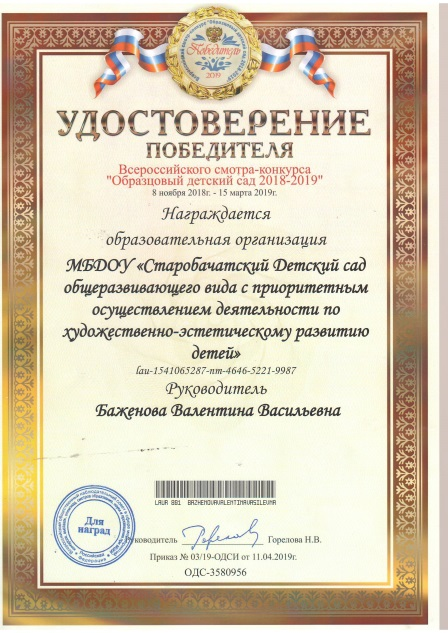 Победитель
2019
УДОСТОВЕРЕНИЕ
ПОБЕДИТЕЛЯ
Всероссийского смотра-конкурса
"Образцовый детский сад 2018-2019"
8 ноября 2018г. - 15 марта 2019г.
Награждается
образовательная организация
МБДОУ «Старобачатский Детский сад
общеразвивающего вида с приоритетным
осуществлением деятельности по
художественно-эстетическому развитию
детей»
lau-1541065287-nm-4646-5221-9987
Руководитель
Баженова Валентина Васильевна
LAUR 881 BAZHENOVAVALENTINAVASILEVNA
Для
наград
Руководитель Горелова Н.В.
Приказ № 03/19-ОДСИ от 11.04.2019г.
ОДС-3580956